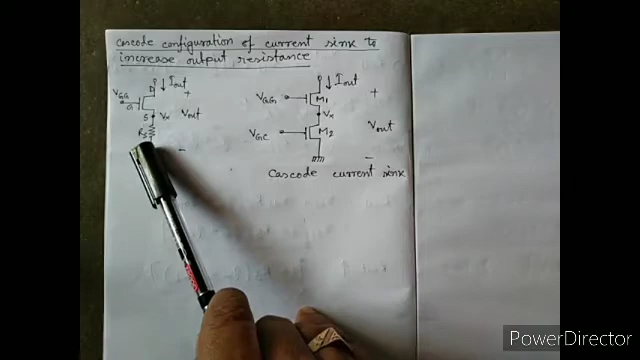 Cascode configuration of current sink to
increase output resistance
D Iout
+
VGG
G
S Vx Vout
Rs
-
Iout
VGG1 M1 +
Vx
VGC M2 Vout
-
Cascode current sink
PowerDirector